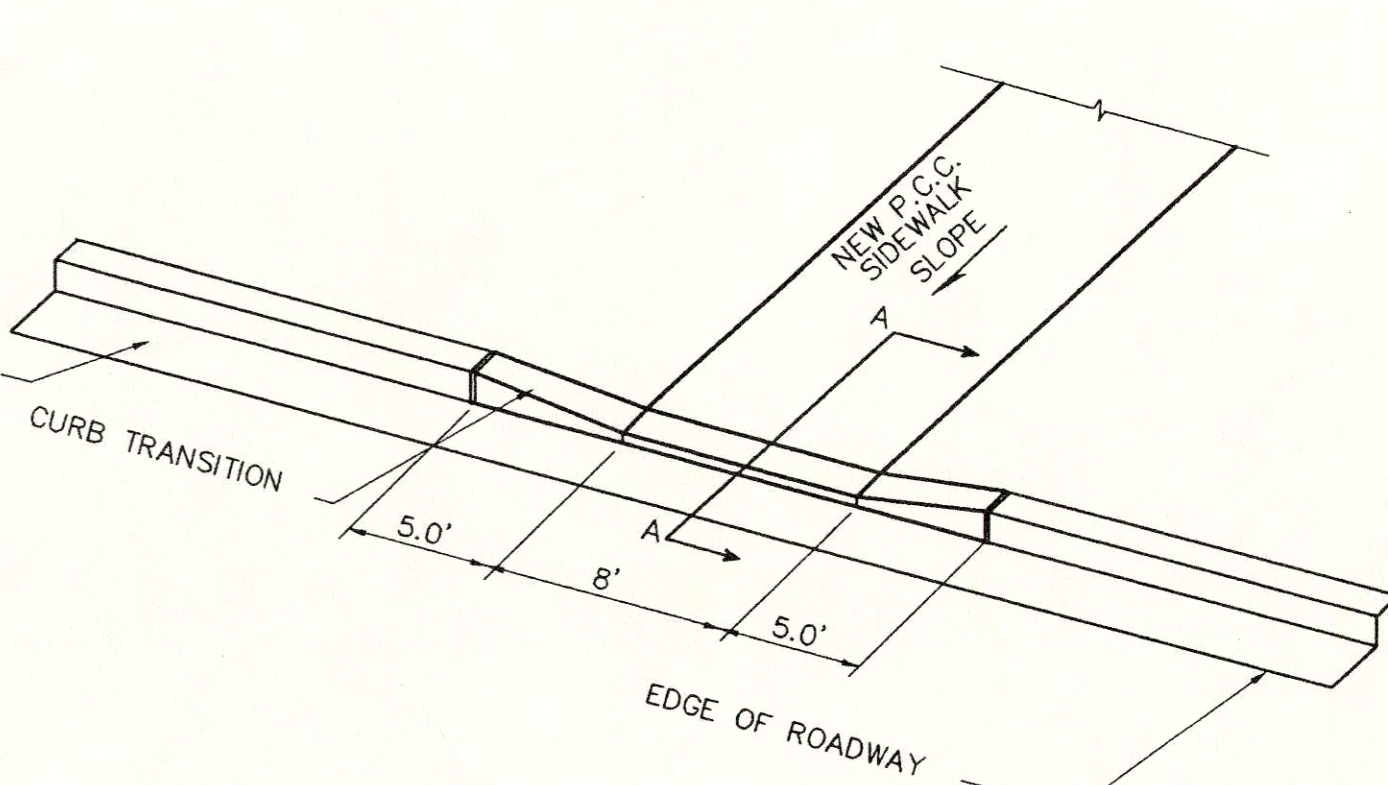 NEW P.C.C.
SIDEWALK
SLOPE
A
CURB TRANSITION
A
5.0'
8'
5.0'
EDGE OF ROADWAY